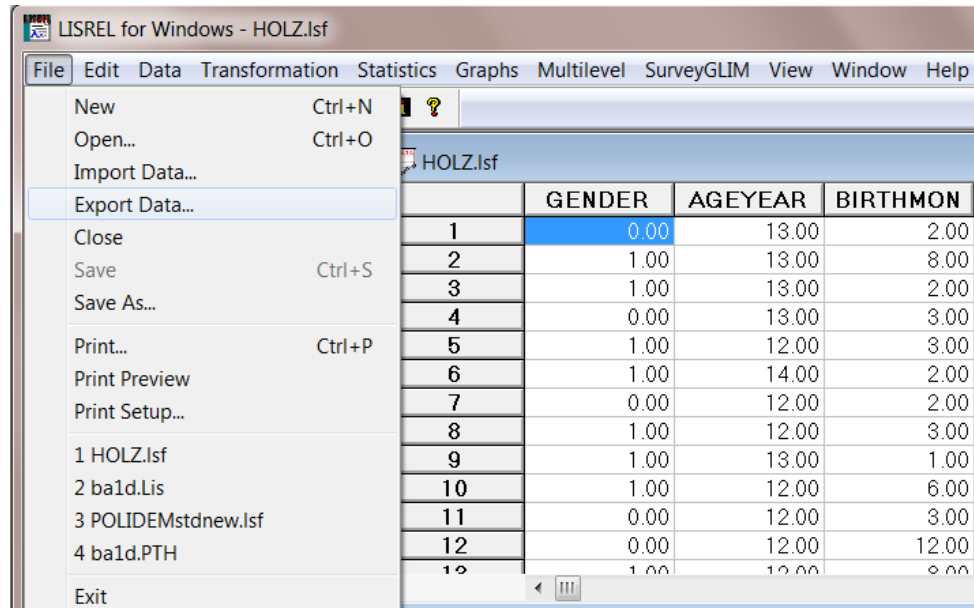 LISREL for Windows - HOLZ.lsf
File Edit Data Transformation Statistics Graphs Multilevel SurveyGLIM View Window Help
New Ctrl+N
Open... Ctrl+O
Import Data...
Export Data...
Close
Save Ctrl+S
Save As...
Print... Ctrl+P
Print Preview
Print Setup...
1 HOLZ.lsf
2 ba1d.Lis
3 POLIDEMstdnew.lsf
4 ba1d.PTH
Exit
HOLZ.lsf
GENDER AGEYEAR BIRTHMON
1 0.00 13.00 2.00
2 1.00 13.00 8.00
3 1.00 13.00 2.00
4 0.00 13.00 3.00
5 1.00 12.00 3.00
6 1.00 14.00 2.00
7 0.00 12.00 2.00
8 1.00 12.00 3.00
9 1.00 13.00 1.00
10 1.00 12.00 6.00
11 0.00 12.00 3.00
12 0.00 12.00 12.00